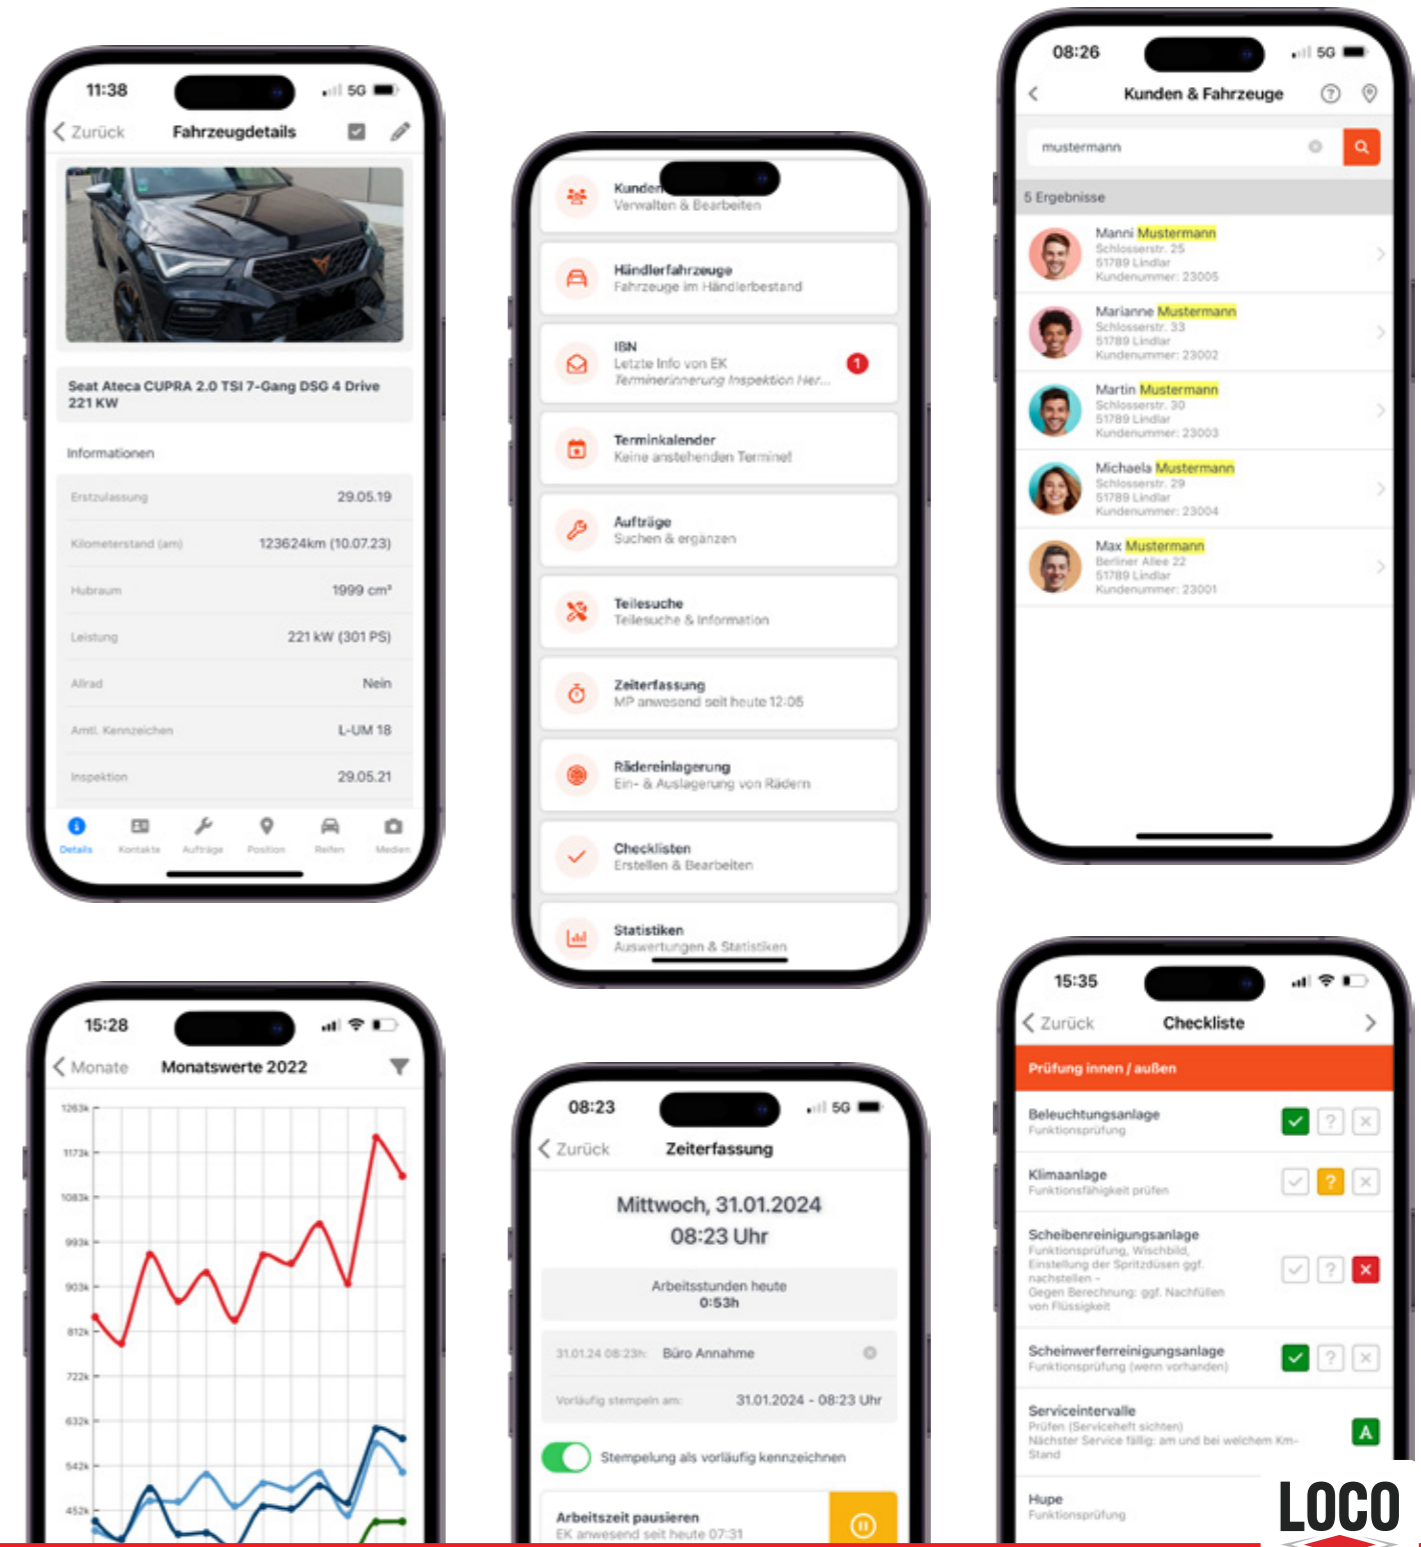 11:38
5G
Zurück
Fahrzeugdetails
Seat Ateca CUPRA 2.0 TSI 7-Gang DSG 4 Drive
221 KW
Informationen
Erstzulassung 29.05.19
Kilometerstand (am) 123624km (10.07.23)
Hubraum 1999 cm³
Leistung 221 kW (301 PS)
Allrad Nein
Amtl. Kennzeichen L-UM 18
Inspektion 29.05.21
Details Kontakte Aufträge Position Reifen Medien
Kunden
Verwalten & Bearbeiten
Händlerfahrzeuge
Fahrzeuge im Händlerbestand
IBN
Letzte Info von EK
Terminerinnerung Inspektion Her...
1
Terminkalender
Keine anstehenden Termine!
Aufträge
Suchen & ergänzen
Teilesuche
Teilesuche & Information
Zeiterfassung
MP anwesend seit heute 12:05
Rädereinlagerung
Ein- & Auslagerung von Rädern
Checklisten
Erstellen & Bearbeiten
Statistiken
Auswertungen & Statistiken
08:26
5G
Kunden & Fahrzeuge
mustermann
5 Ergebnisse
Manni Mustermann
Schlosserstr. 25
51789 Lindlar
Kundenummer: 23005
Marianne Mustermann
Schlosserstr. 33
51789 Lindlar
Kundenummer: 23002
Martin Mustermann
Schlosserstr. 30
51789 Lindlar
Kundenummer: 23003
Michaela Mustermann
Schlosserstr. 29
51789 Lindlar
Kundenummer: 23004
Max Mustermann
Berliner Allee 22
51789 Lindlar
Kundenummer: 23001
15:28
Monate
Monatswerte 2022
1263k
1173k
1083k
993k
903k
812k
722k
632k
542k
452k
08:23
5G
Zurück
Zeiterfassung
Mittwoch, 31.01.2024
08:23 Uhr
Arbeitsstunden heute
0:53h
31.01.24 08:23h: Büro Annahme
Vorläufig stempeln am: 31.01.2024 - 08:23 Uhr
Stempelung als vorläufig kennzeichnen
Arbeitszeit pausieren
EK anwesend seit heute 07:31
15:35
Zurück
Checkliste
Prüfung innen / außen
Beleuchtungsanlage
Funktionsprüfung
?
Klimaanlage
Funktionsfähigkeit prüfen
?
Scheibenreinigungsanlage
Funktionsprüfung, Wischbild,
Einstellung der Spritzdüsen ggf.
nachstellen -
Gegen Berechnung: ggf. Nachfüllen
von Flüssigkeit
?
Scheinwerferreinigungsanlage
Funktionsprüfung (wenn vorhanden)
?
Serviceintervalle
Prüfen (Serviceheft sichten)
Nächster Service fällig: am und bei welchem Km-
Stand
A
Hupe
Funktionsprüfung
LOCO